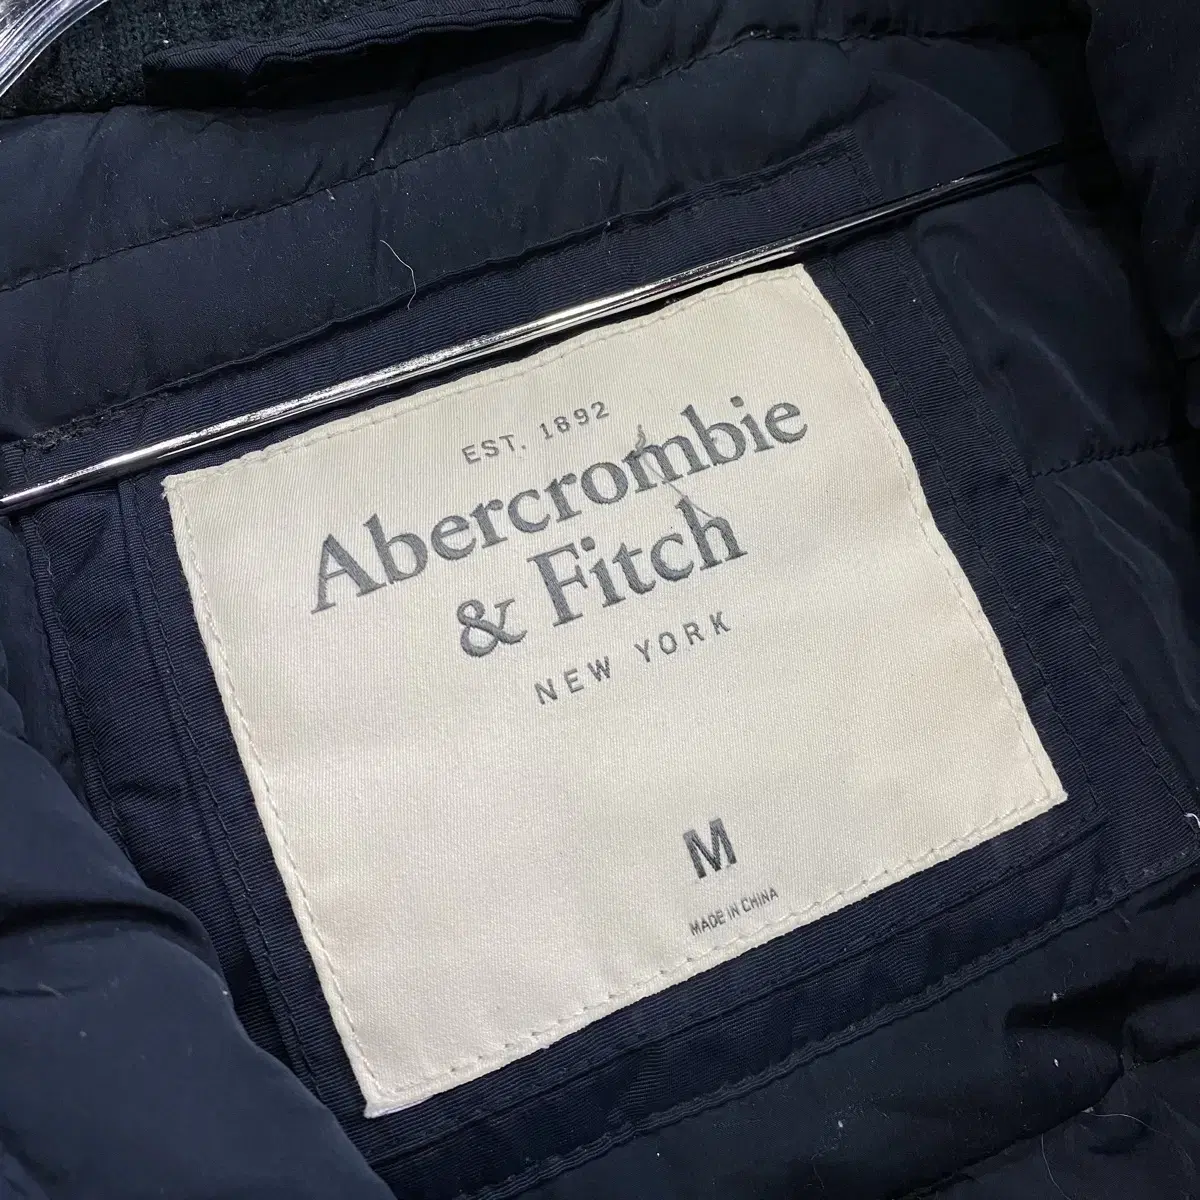 EST. 1892
Abercrombie
& Fitch
NEW YORK
M
MADE IN CHINA